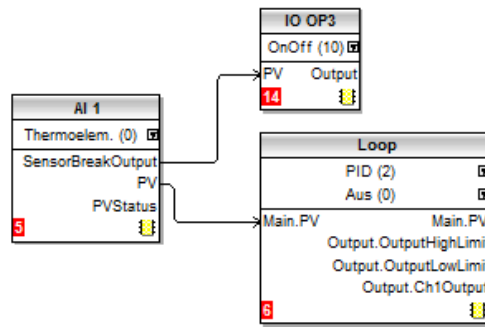 IO OP3
OnOff (10)
PV Output
14
AI 1
Thermoelem. (0)
SensorBreakOutput
PV
PVStatus
5
Loop
PID (2)
Aus (0)
Main.PV Main.PV
Output.OutputHighLimi
Output.OutputLowLimi
Output.Ch1Output
6